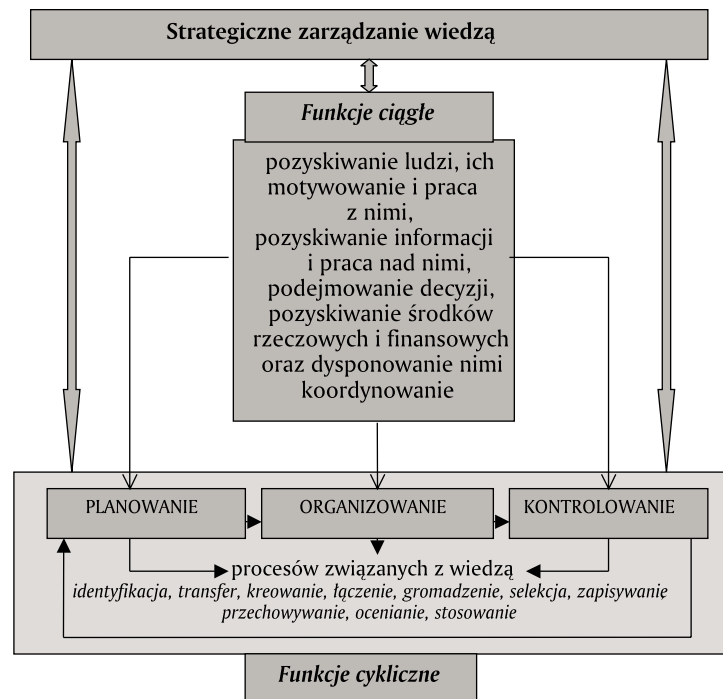 Strategiczne zarządzanie wiedzą
Funkcje ciągłe
pozyskiwanie ludzi, ich
motywowanie i praca
z nimi,
pozyskiwanie informacji
i praca nad nimi,
podejmowanie decyzji,
pozyskiwanie środków
rzeczowych i finansowych
oraz dysponowanie nimi
koordynowanie
PLANOWANIE
ORGANIZOWANIE
KONTROLOWANIE
procesów związanych z wiedzą
identyfikacja, transfer, kreowanie, łączenie, gromadzenie, selekcja, zapisywanię
przechowywanie, ocenianie, stosowanie
Funkcje cykliczne